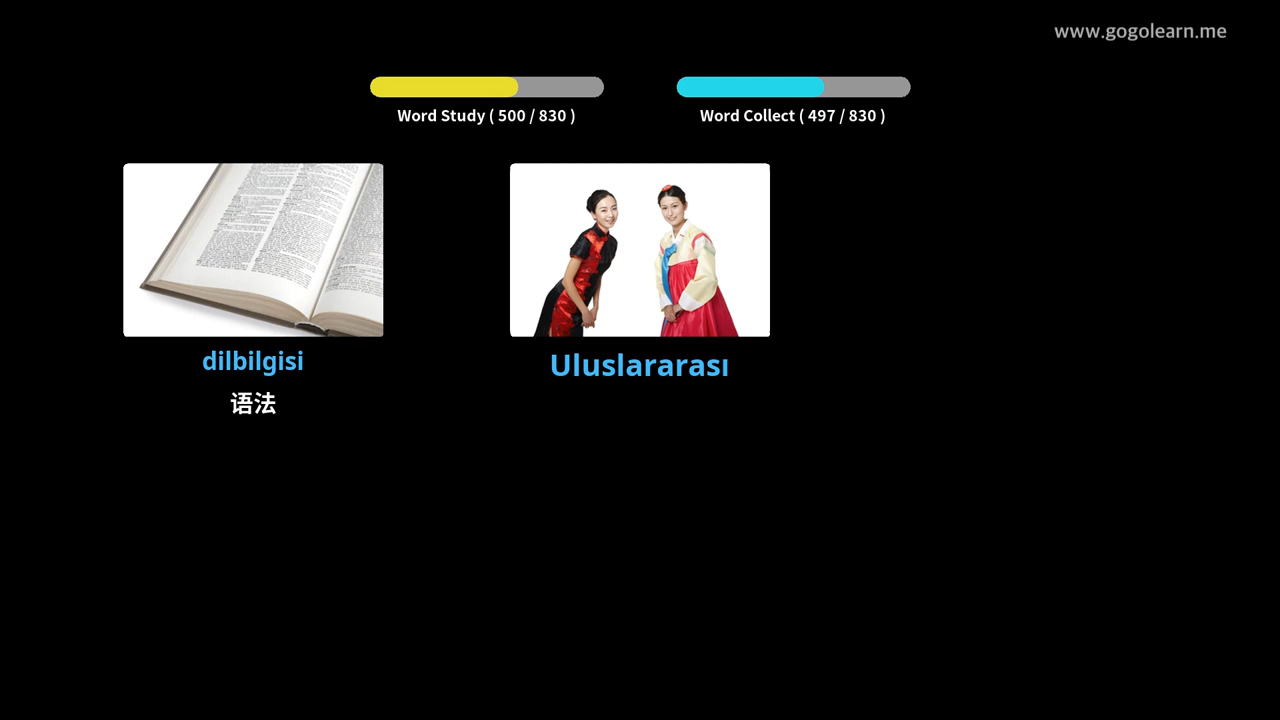 www.gogolearn.me
Word Study ( 500 / 830 )
Word Collect ( 497 / 830 )
dilbilgisi
语法
Uluslararası